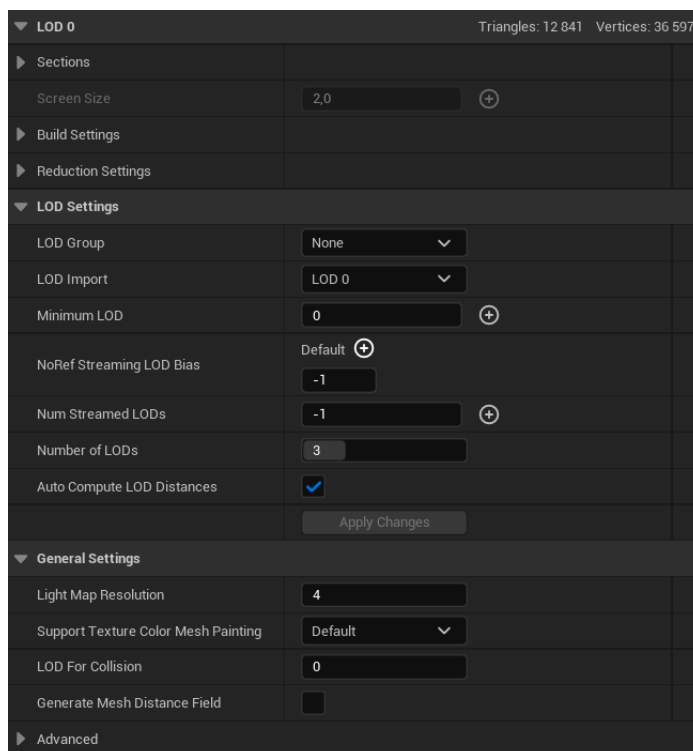 LOD 0 Triangles: 12 841 Vertices: 36 597
Sections
Screen Size 2,0
Build Settings
Reduction Settings
LOD Settings
LOD Group None
LOD Import LOD 0
Minimum LOD 0
Default
NoRef Streaming LOD Bias
-1
Num Streamed LODs -1
Number of LODs 3
Auto Compute LOD Distances
Apply Changes
General Settings
Light Map Resolution 4
Support Texture Color Mesh Painting Default
LOD For Collision 0
Generate Mesh Distance Field
Advanced